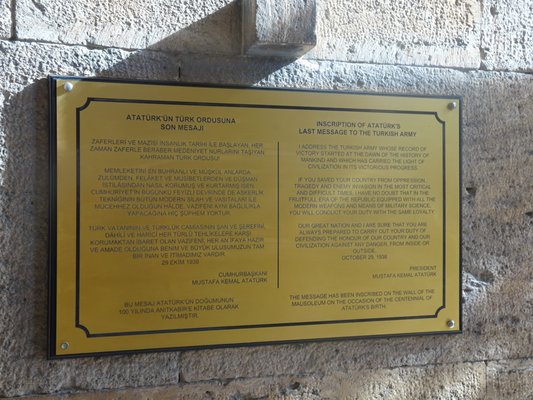 ATATÜRK'ÜN TÜRK ORDUSUNA
SON MESAJI
ZAFERLERİ VE MAZİSİ İNSANLIK TARİHİ İLE BAŞLAYAN, HER
ZAMAN ZAFERLE BERABER MEDENİYET NURLARINI TAŞIYAN
KAHRAMAN TÜRK ORDUSU!
MEMLEKETİNİ EN BUHRANLI VE MÜŞKÜL ANLARDA
ZULÜMDEN, FELAKET VE MUSİBETLERDEN VE DÜŞMAN
İSTİLASINDAN NASIL KORUMUŞ VE KURTARMIŞ İSEN,
CUMHURİYET'İN BUGÜNKÜ FEYİZLİ DEVRİNDE DE ASKERLİK
TEKNİĞİNİN BÜTÜN MODERN SİLAH VE VASITALARI İLE
MÜCEHHEZ OLDUĞUN HALDE, VAZİFENİ AYNI BAĞLILIKLA
YAPACAĞINA HİÇ ŞÜPHEM YOKTUR.
TÜRK VATANININ VE TÜRKLÜK CAMİASININ ŞAN VE ŞEREFİNİ,
DAHİLİ VE HARİCİ HER TÜRLÜ TEHLİKELERE KARŞI
KORUMAKTAN İBARET OLAN VAZİFENİ, HER AN İFAYA HAZIR
VE AMADE OLDUĞUNA BENİM VE BÜYÜK ULUSUMUZUN TAM
BİR İNAN VE İTİMADIMIZ VARDIR.
29 EKİM 1938
CUMHURBAŞKANI
MUSTAFA KEMAL ATATÜRK
BU MESAJ ATATÜRK'ÜN DOĞUMUNUN
100.YILINDA ANITKABİR'E KİTABE OLARAK
YAZILMIŞTIR.
INSCRIPTION OF ATATÜRK'S
LAST MESSAGE TO THE TURKISH ARMY
I ADDRESS THE TURKISH ARMY WHOSE RECORD OF
VICTORY STARTED AT THE DAWN OF THE HISTORY OF
MANKIND AND WHICH HAS CARRIED THE LIGHT OF
CIVILIZATION IN ITS VICTORIOUS PROGRESS.
IF YOU SAVED YOUR COUNTRY FROM OPRESSION,
TRAGEDY AND ENEMY INVASION IN THE MOST CRITICAL
AND DIFFICULT TIMES, I HAVE NO DOUBT THAT IN THE
FRUITFULL ERA OF THE REPUBLIC EQUIPPED WITH ALL THE
MODERN WEAPONS AND MEANS OF MILITARY SCIENCE,
YOU WILL CONDUCT YOUR DUTY WITH THE SAME LOYALTY.
OUR GREAT NATION AND I ARE SURE THAT YOU ARE
ALWAYS PREPARED TO CARRY OUT YOUR DUTY OF
DEFENDING THE HONOUR OF OUR COUNTRY AND OUR
CIVILIZATION AGAINST ANY DANGER, FROM INSIDE OR
OUTSIDE.
OCTOBER 29, 1938
PRESIDENT
MUSTAFA KEMAL ATATÜRK
THE MESSAGE HAS BEEN INSCRIBED ON THE WALL OF THE
MAUSOLEUM ON THE OCCASION OF THE CENTENNIAL OF
ATATÜRK'S BIRTH.